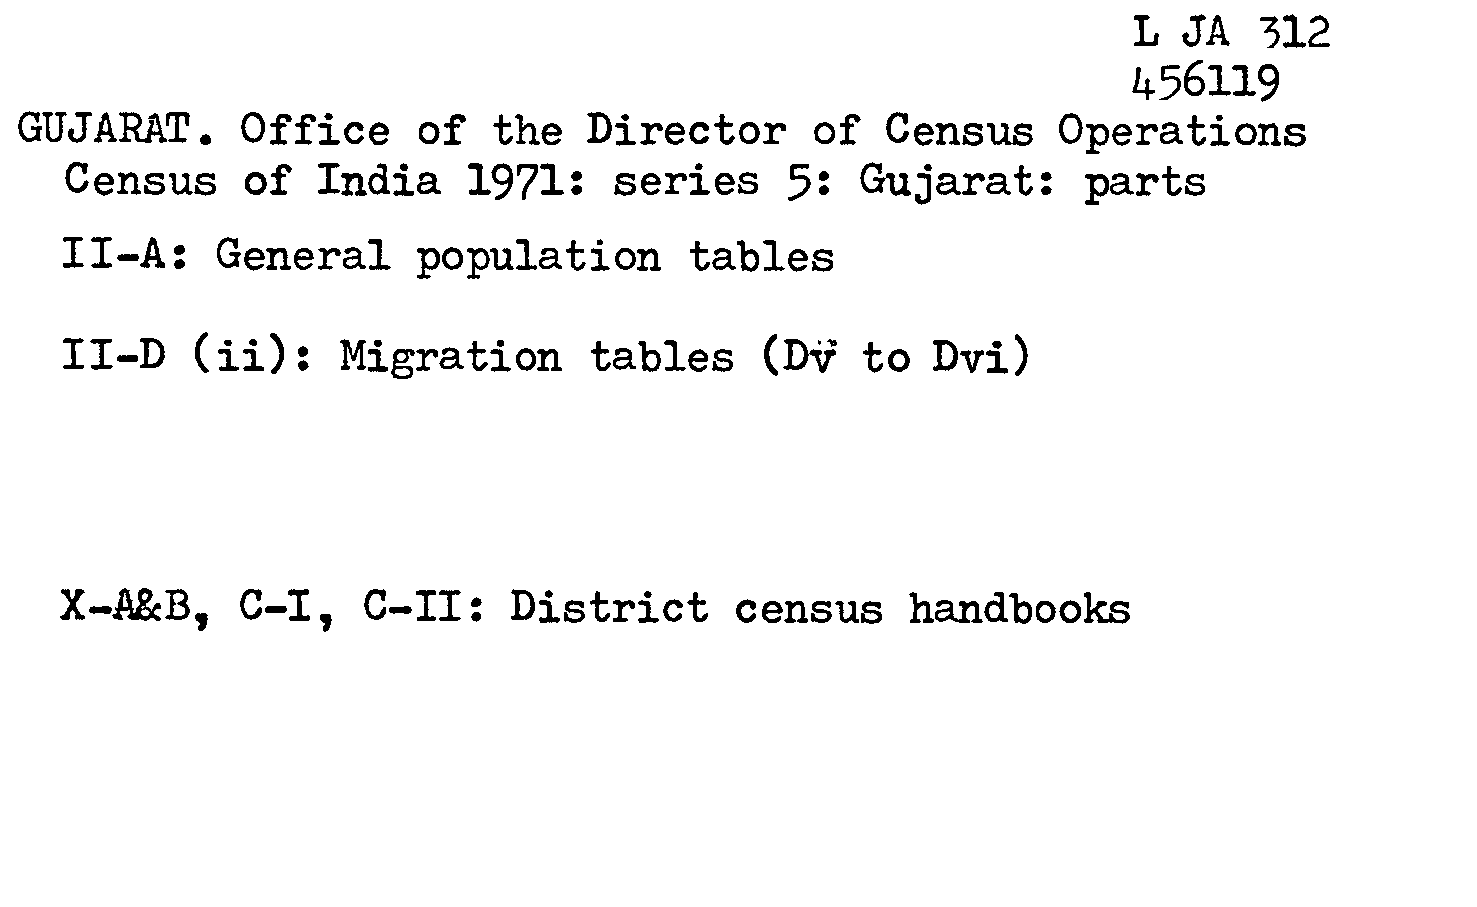 L JA 312
456119
GUJARAT. Office of the Director of Census Operations
Census of India 1971: series 5: Gujarat: parts
II-A: General population tables
II-D (ii): Migration tables (Dv to Dvi)
X-A&B, C-I, C-II: District census handbooks